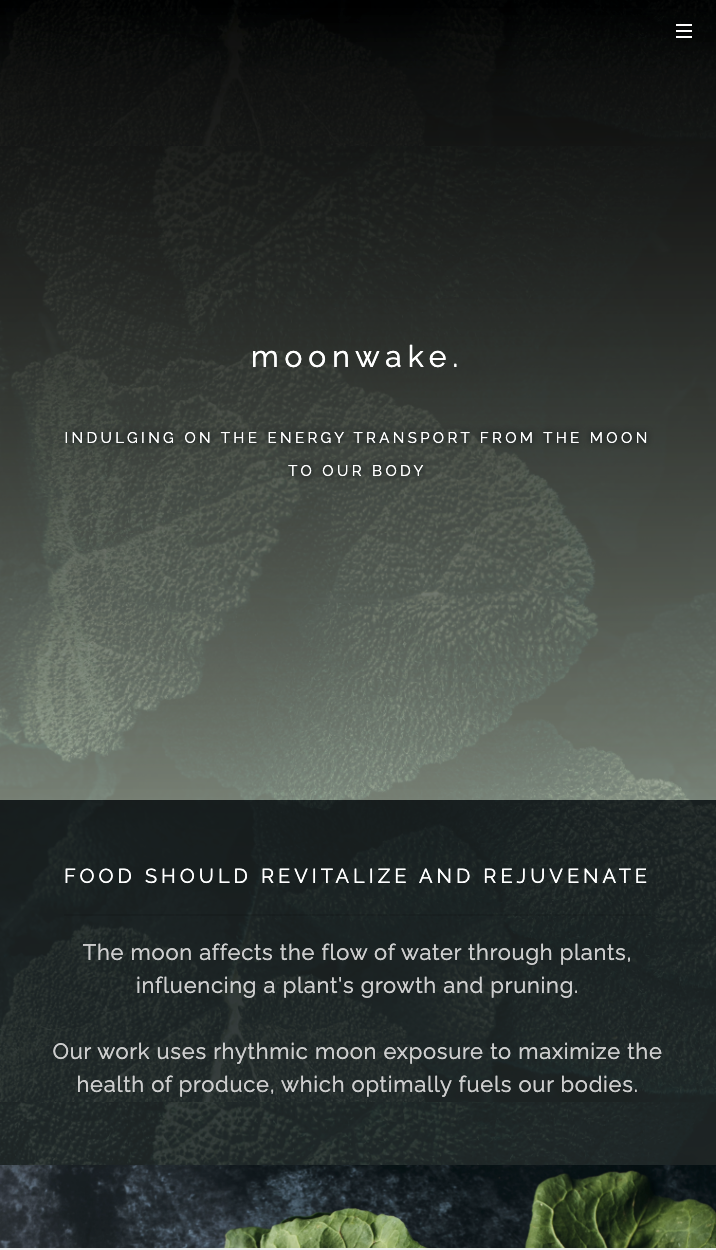 moonwake.
INDULGING ON THE ENERGY TRANSPORT FROM THE MOON
TO OUR BODY
FOOD SHOULD REVITALIZE AND REJUVENATE
The moon affects the flow of water through plants,
influencing a plant's growth and pruning.
Our work uses rhythmic moon exposure to maximize the
health of produce, which optimally fuels our bodies.